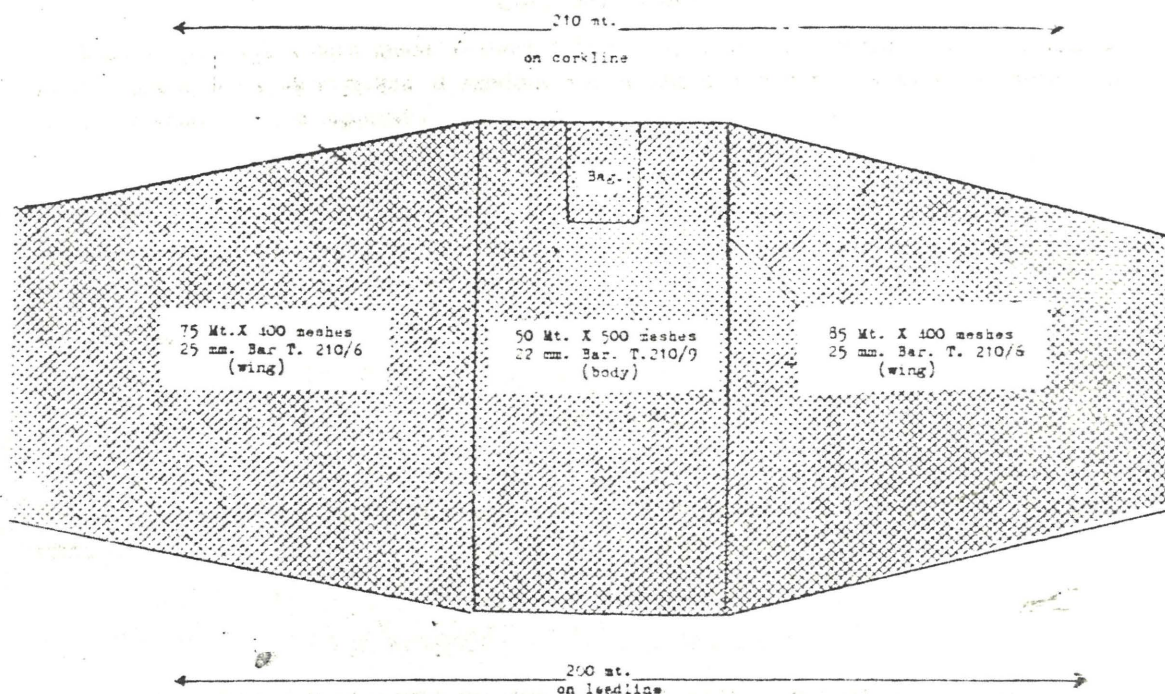 210 mt.
on corkline
Bag.
75 Mt.X 400 meshes
25 mm. Bar T. 210/6
(wing)
50 Mt. X 500 meshes
22 mm. Bar. T.210/9
(body)
85 Mt. X 400 meshes
25 mm. Bar. T. 210/6
(wing)
200 mt.
on leadline